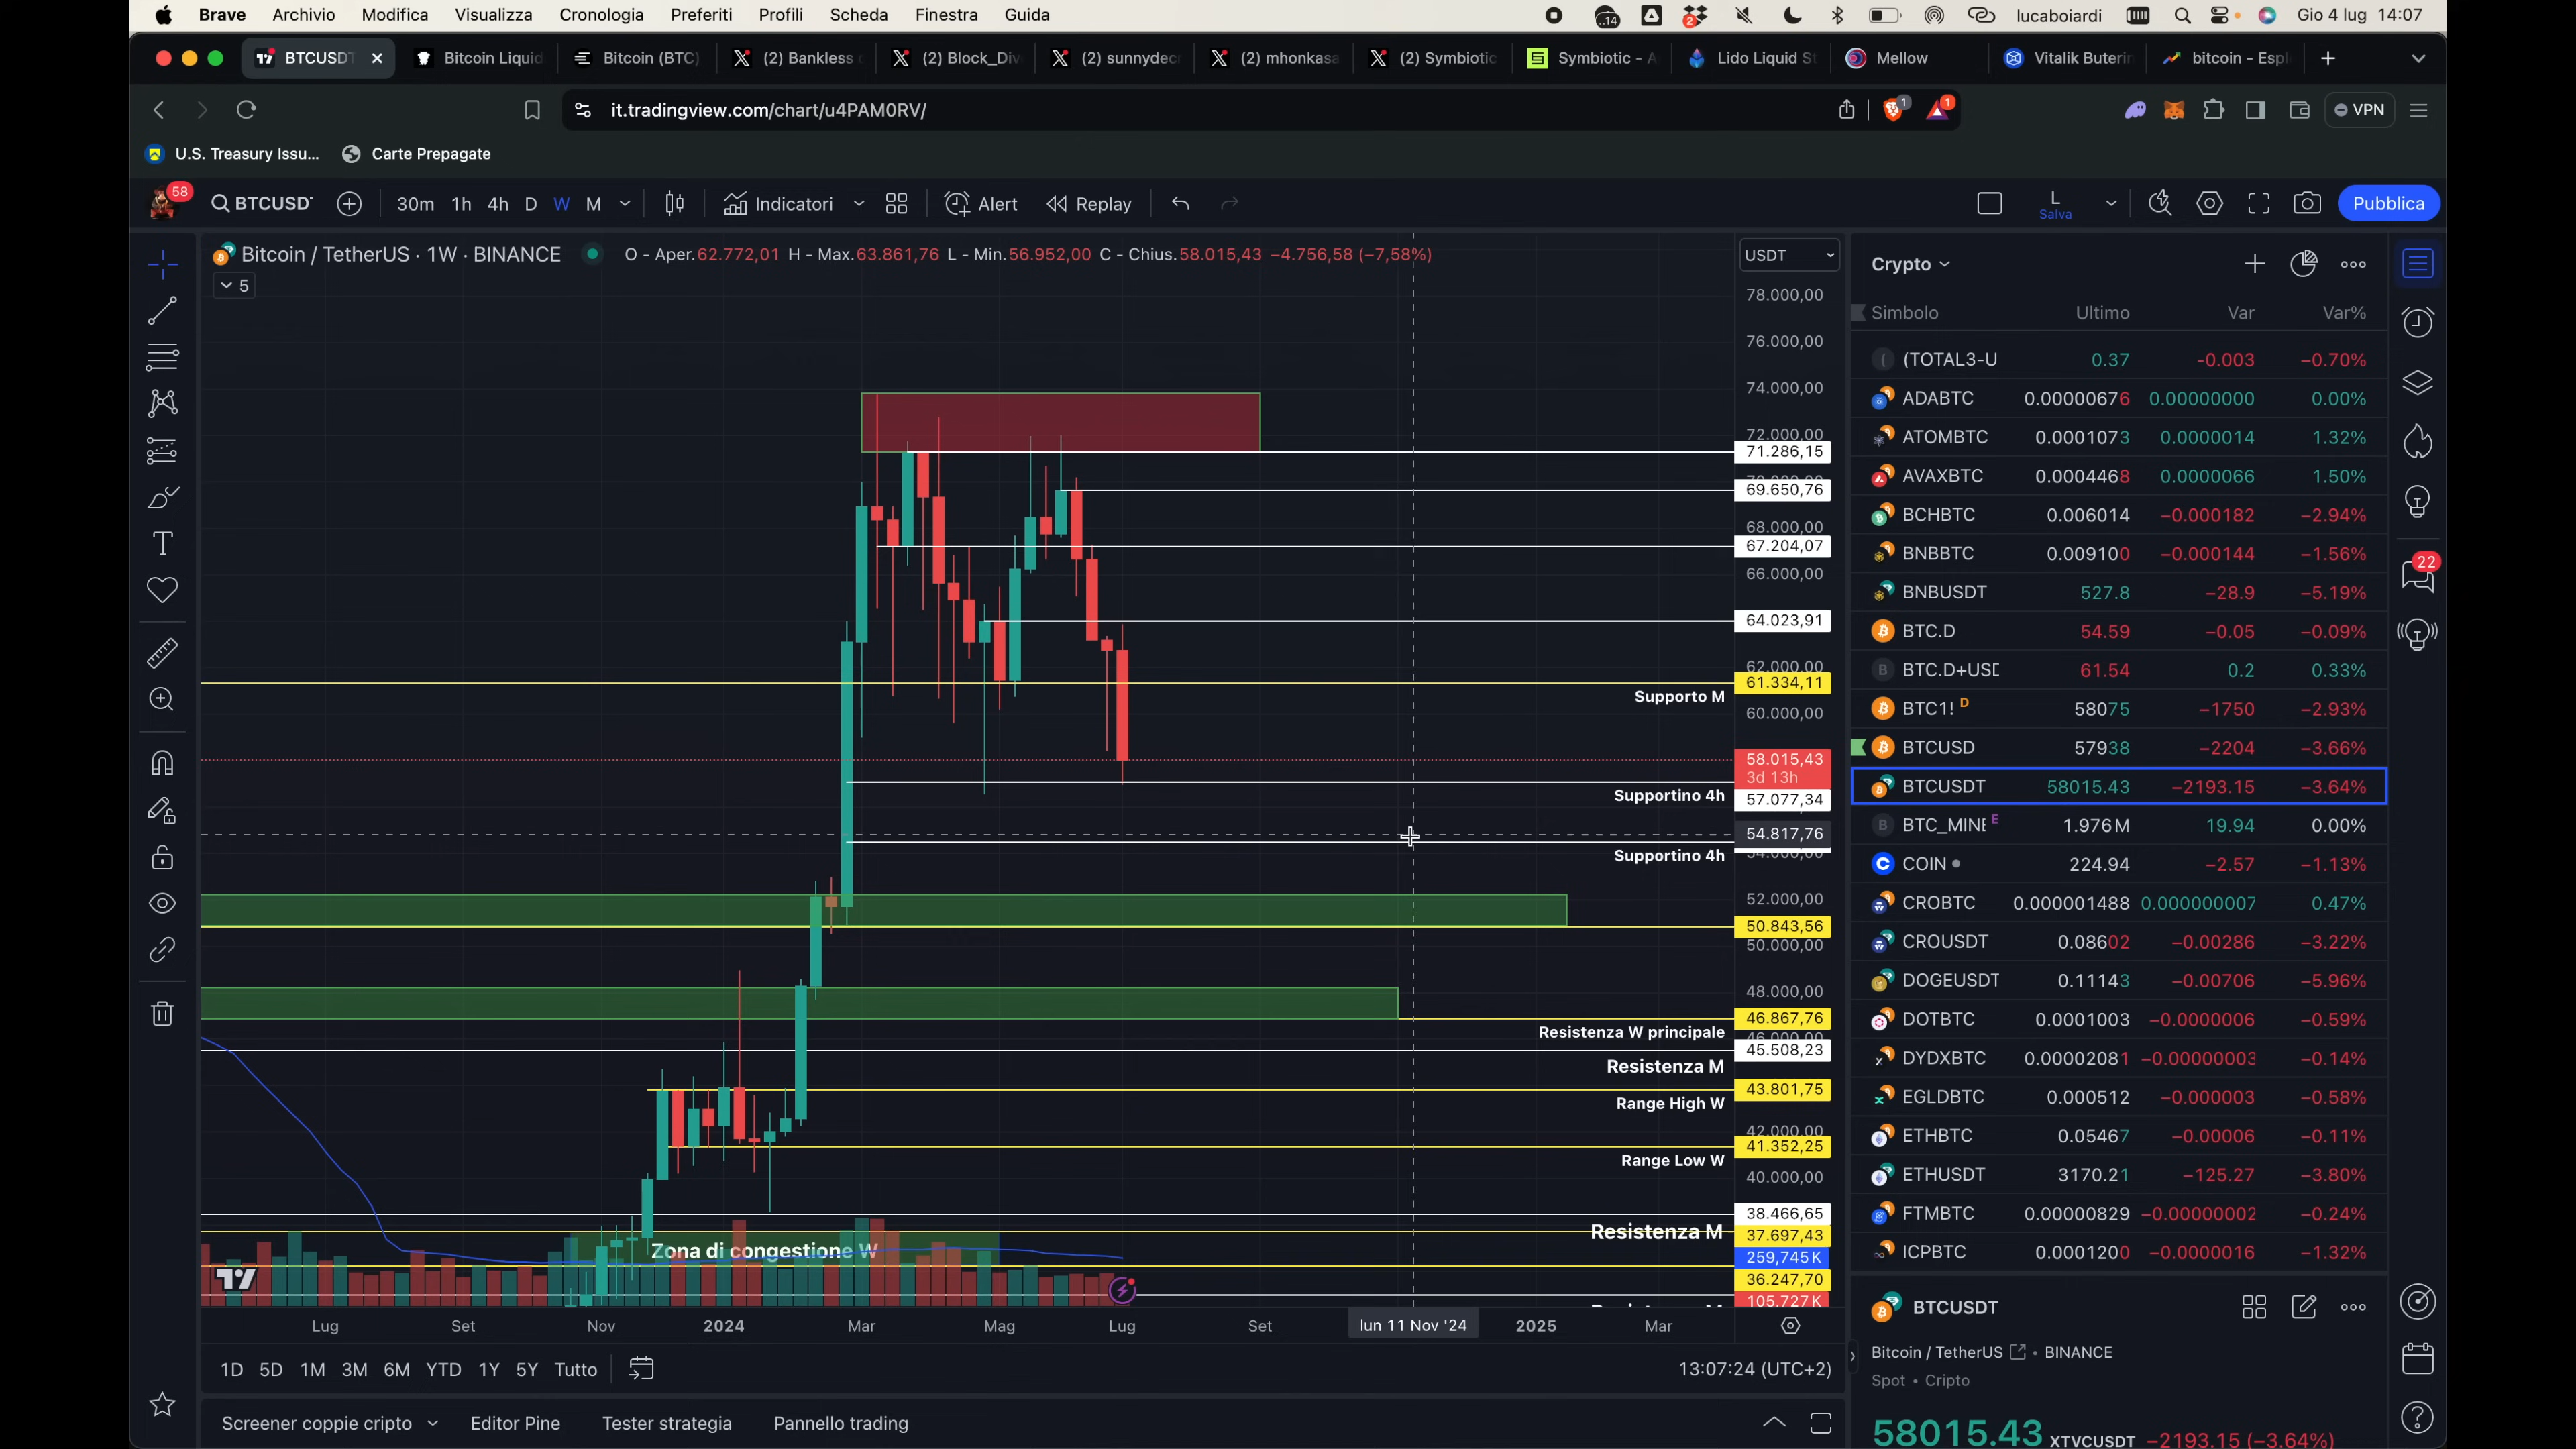 Brave Archivio Modifica Visualizza Cronologia Preferiti Profili Scheda Finestra Guida
14 2 lucaboiardi Gio 4 lug 14:07
BTCUSDT Bitcoin Liquid Bitcoin (BTC) (2) Bankless (2) Block_Div (2) sunnydecr (2) mhonkasa (2) Symbiotic Symbiotic - A Lido Liquid St Mellow Vitalik Buterin bitcoin - Espl
it.tradingview.com/chart/u4PAM0RV/ 1 1 VPN
U.S. Treasury Issu... Carte Prepagate
58 BTCUSDT 30m 1h 4h D W M Indicatori Alert Replay L Salva Pubblica
Bitcoin / TetherUS · 1W · BINANCE O - Aper.62.772,01 H - Max.63.861,76 L - Min.56.952,00 C - Chius.58.015,43 −4.756,58 (−7,58%)
5
USDT
78.000,00
76.000,00
74.000,00
72.000,00
71.286,15
69.650,76
68.000,00
67.204,07
66.000,00
64.023,91
62.000,00
61.334,11
Supporto M
60.000,00
58.015,43
3d 13h
Supportino 4h
57.077,34
54.817,76
54.000,00
Supportino 4h
52.000,00
50.843,56
50.000,00
48.000,00
46.867,76
Resistenza W principale
46.000,00
45.508,23
Resistenza M
43.801,75
Range High W
42.000,00
41.352,25
Range Low W
40.000,00
38.466,65
Resistenza M
37.697,43
Zona di congestione W
259,745K
36.247,70
105,727K
Lug Set Nov 2024 Mar Mag Lug Set lun 11 Nov '24 2025 Mar
1D 5D 1M 3M 6M YTD 1Y 5Y Tutto 13:07:24 (UTC+2)
Screener coppie cripto Editor Pine Tester strategia Pannello trading
Crypto
Simbolo Ultimo Var Var%
(TOTAL3-U 0.37 -0.003 −0.70%
ADABTC 0.00000676 0.00000000 0.00%
ATOMBTC 0.0001073 0.0000014 1.32%
AVAXBTC 0.0004468 0.0000066 1.50%
BCHBTC 0.006014 −0.000182 −2.94%
BNBBTC 0.009100 −0.000144 −1.56%
BNBUSDT 527.8 −28.9 −5.19%
BTC.D 54.59 −0.05 −0.09%
B BTC.D+USD 61.54 0.2 0.33%
BTC1! D 58075 −1750 −2.93%
BTCUSD 57938 −2204 −3.66%
BTCUSDT 58015.43 −2193.15 −3.64%
B BTC_MINE E 1.976M 19.94 0.00%
COIN 224.94 −2.57 −1.13%
CROBTC 0.000001488 0.000000007 0.47%
CROUSDT 0.08602 −0.00286 −3.22%
DOGEUSDT 0.11143 −0.00706 −5.96%
DOTBTC 0.0001003 −0.0000006 −0.59%
DYDXBTC 0.00002081 −0.00000003 −0.14%
EGLDBTC 0.000512 −0.000003 −0.58%
ETHBTC 0.05467 −0.00006 −0.11%
ETHUSDT 3170.21 −125.27 −3.80%
FTMBTC 0.00000829 −0.00000002 −0.24%
ICPBTC 0.0001200 −0.0000016 −1.32%
22
BTCUSDT
Bitcoin / TetherUS • BINANCE
Spot • Cripto
58015.43 XTVCUSDT −2193.15 (−3.64%)